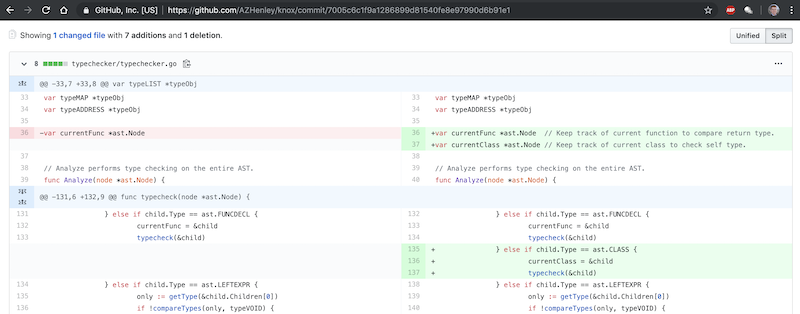 GitHub, Inc. [US] | https://github.com/AZHenley/knox/commit/7005c6c1f9a1286899d81540fe8e97990d6b91e1
ABP
Showing 1 changed file with 7 additions and 1 deletion.
Unified Split
8 typechecker/typechecker.go
@@ -33,7 +33,8 @@ var typeLIST *typeObj
33 var typeMAP *typeObj 33 var typeMAP *typeObj
34 var typeADDRESS *typeObj 34 var typeADDRESS *typeObj
35 35
36 -var currentFunc *ast.Node 36 +var currentFunc *ast.Node // Keep track of current function to compare return type.
37 +var currentClass *ast.Node // Keep track of current class to check self type.
37 38
38 // Analyze performs type checking on the entire AST. 39 // Analyze performs type checking on the entire AST.
39 func Analyze(node *ast.Node) { 40 func Analyze(node *ast.Node) {
@@ -131,6 +132,9 @@ func typecheck(node *ast.Node) {
131 } else if child.Type == ast.FUNCDECL { 132 } else if child.Type == ast.FUNCDECL {
132 currentFunc = &child 133 currentFunc = &child
133 typecheck(&child) 134 typecheck(&child)
135 + } else if child.Type == ast.CLASS {
136 + currentClass = &child
137 + typecheck(&child)
134 } else if child.Type == ast.LEFTEXPR { 138 } else if child.Type == ast.LEFTEXPR {
135 only := getType(&child.Children[0]) 139 only := getType(&child.Children[0])
136 if !compareTypes(only, typeVOID) { 140 if !compareTypes(only, typeVOID) {